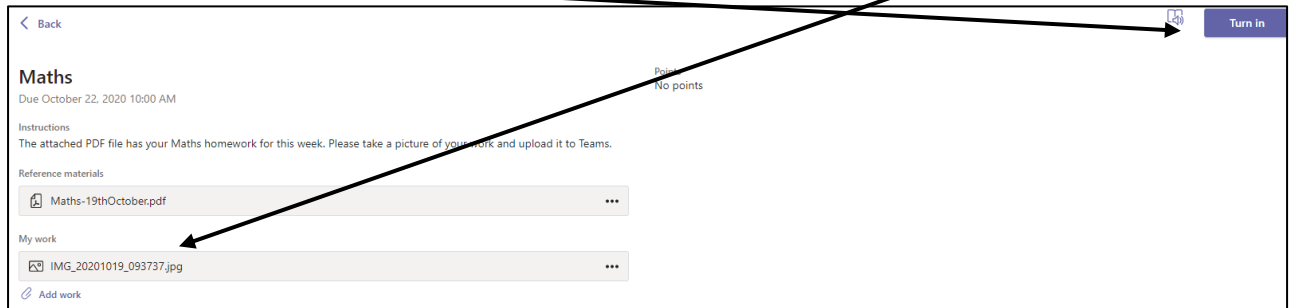 Back
Turn in
Maths
Due October 22, 2020 10:00 AM
Points
No points
Instructions
The attached PDF file has your Maths homework for this week. Please take a picture of your work and upload it to Teams.
Reference materials
Maths-19thOctober.pdf
My work
IMG_20201019_093737.jpg
Add work